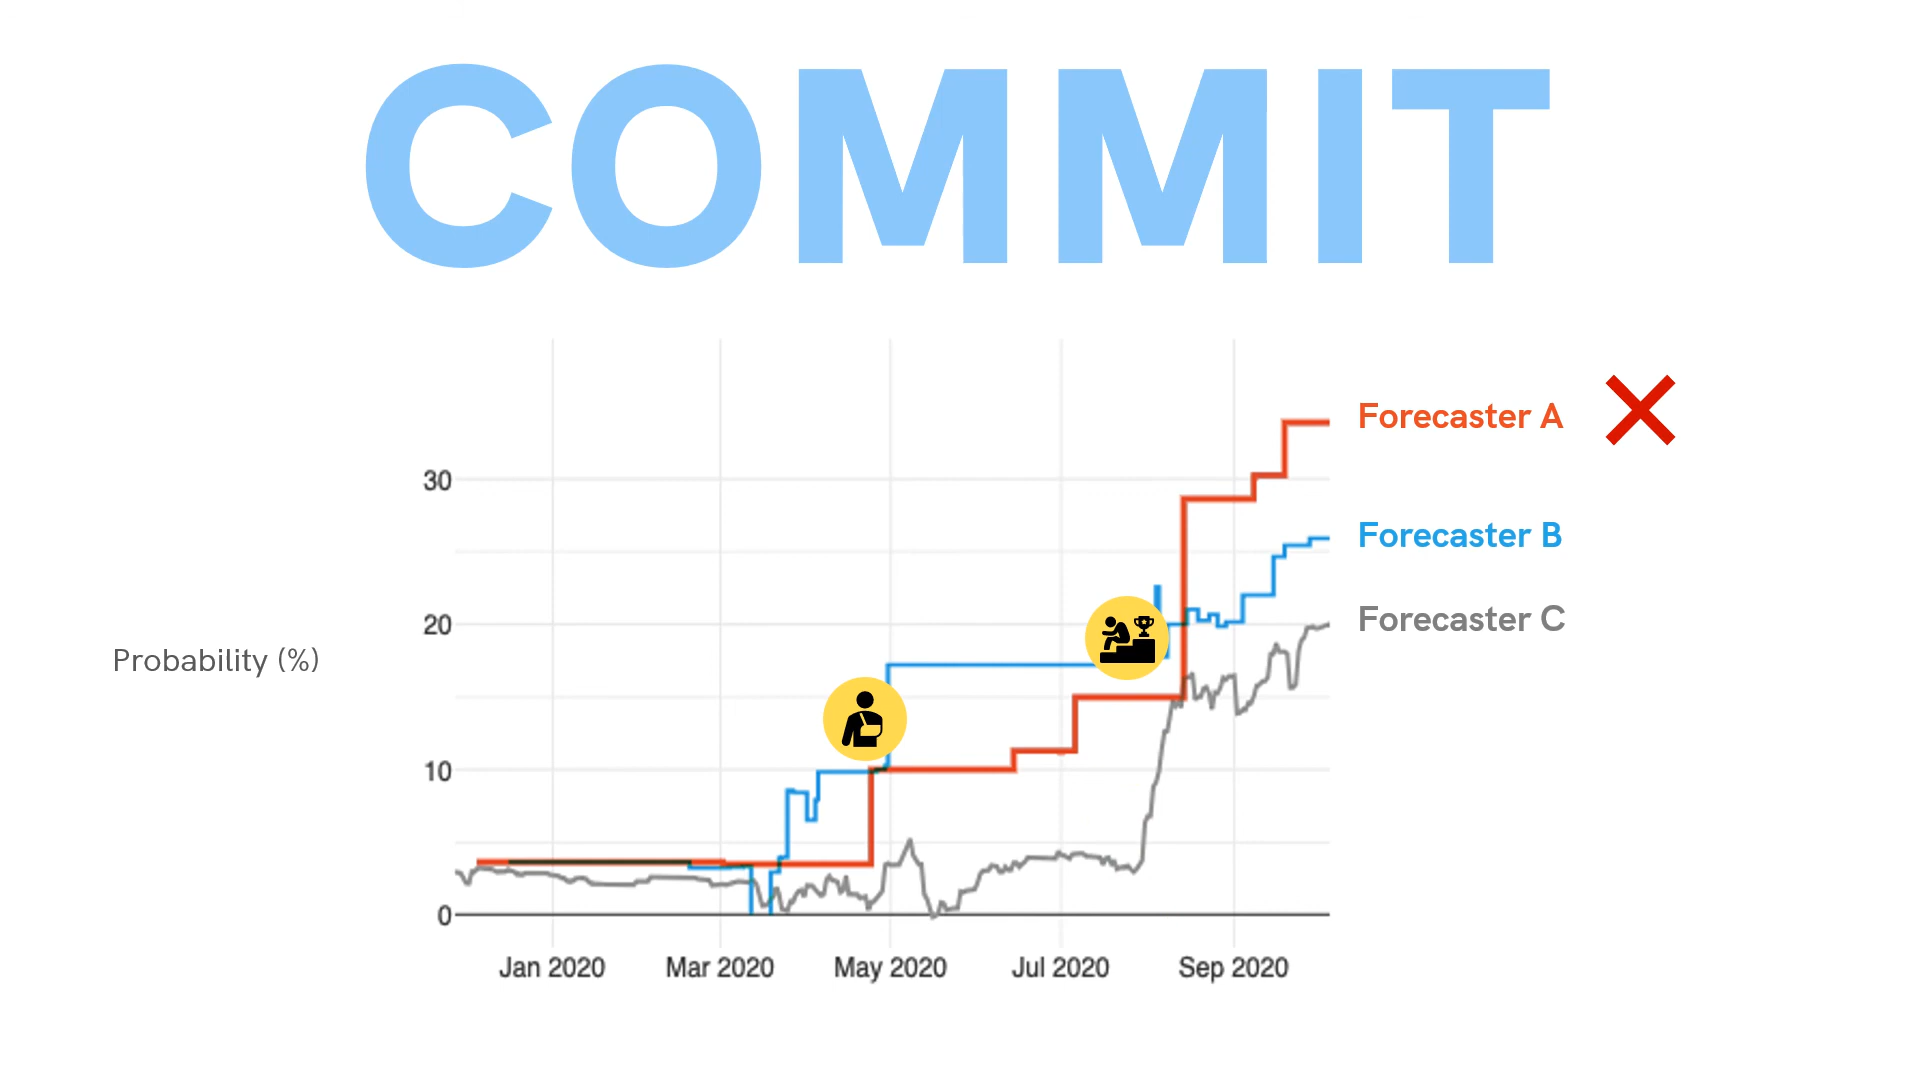 COMMIT
Forecaster A
30
Forecaster B
20
Forecaster C
Probability (%)
10
0
Jan 2020
Mar 2020
May 2020
Jul 2020
Sep 2020